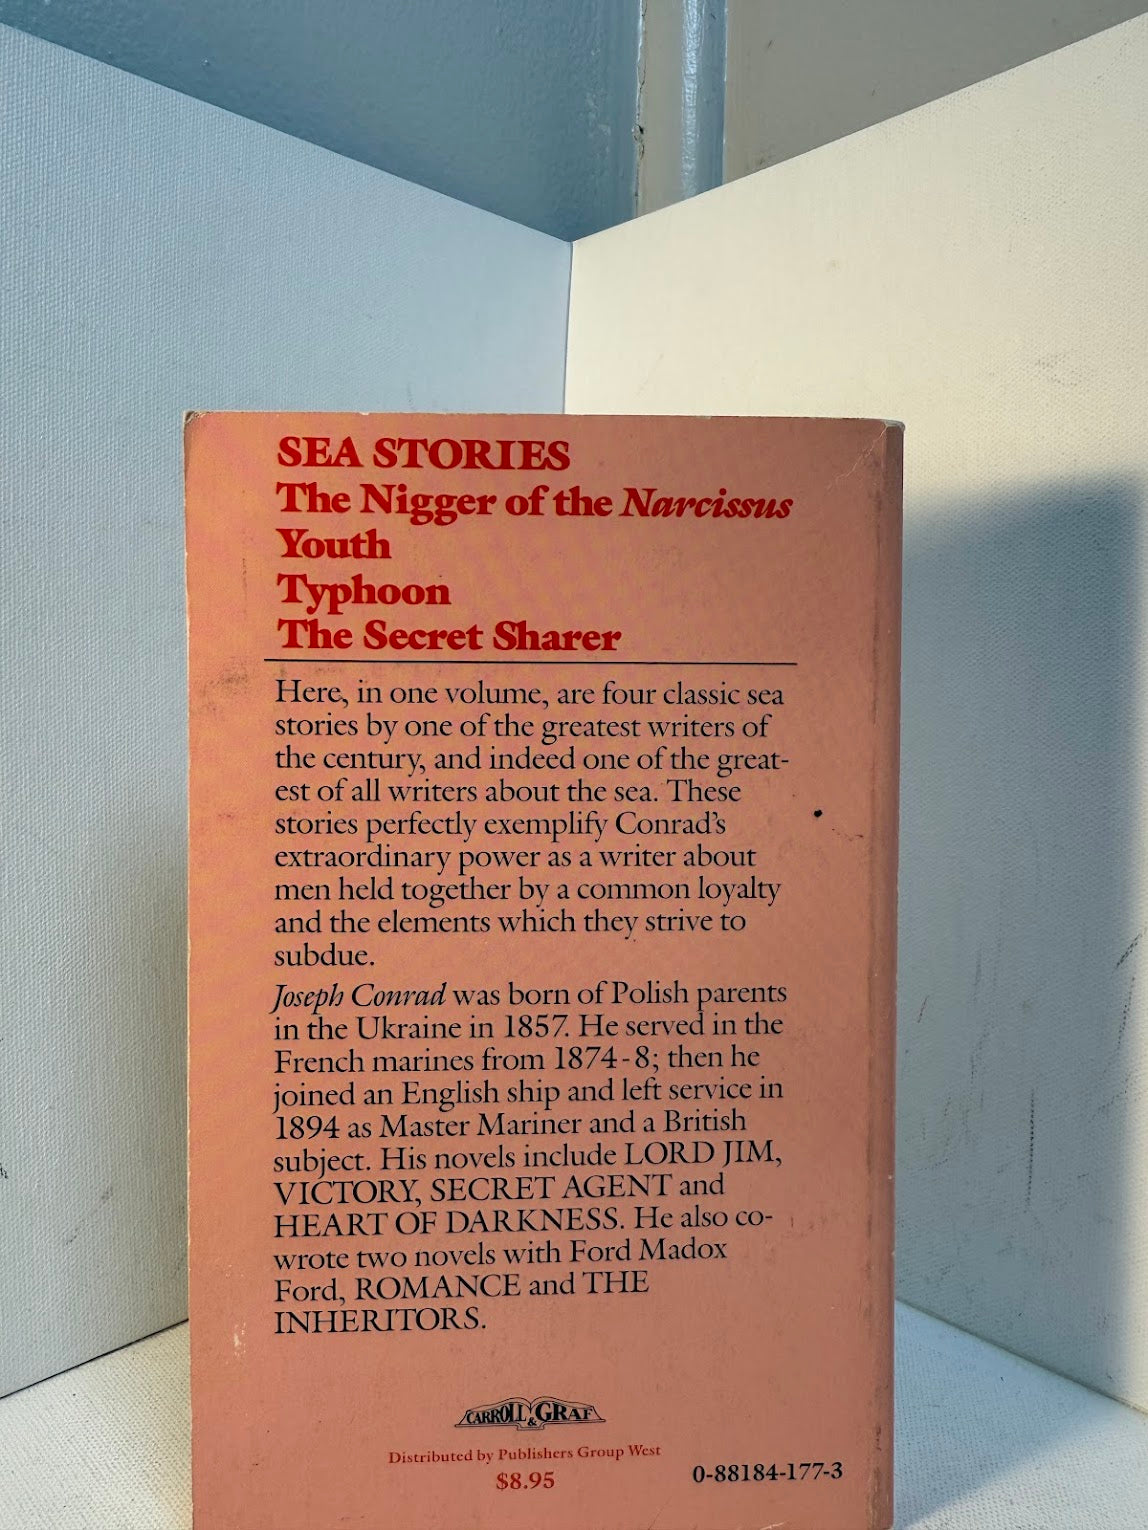 SEA STORIES
The Nigger of the Narcissus
Youth
Typhoon
The Secret Sharer
Here, in one volume, are four classic sea
stories by one of the greatest writers of
the century, and indeed one of the great-
est of all writers about the sea. These
stories perfectly exemplify Conrad's
extraordinary power as a writer about
men held together by a common loyalty
and the elements which they strive to
subdue.
Joseph Conrad was born of Polish parents
in the Ukraine in 1857. He served in the
French marines from 1874-8; then he
joined an English ship and left service in
1894 as Master Mariner and a British
subject. His novels include LORD JIM,
VICTORY, SECRET AGENT and
HEART OF DARKNESS. He also co-
wrote two novels with Ford Madox
Ford, ROMANCE and THE
INHERITORS.
CARROLL & GRAF
Distributed by Publishers Group West
$8.95
0-88184-177-3